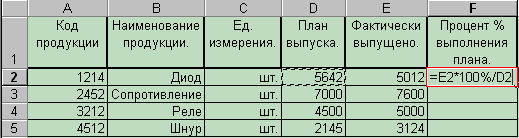 A B C D E F
1 Код продукции Наименование продукции. Ед. измерения. План выпуска. Фактически выпущено. Процент % выполнения плана.
2 1214 Диод шт. 5642 5012 =E2*100%/D2
3 2452 Сопротивление шт. 7000 7600
4 3212 Реле шт. 4500 5000
5 4512 Шнур шт. 2145 3124